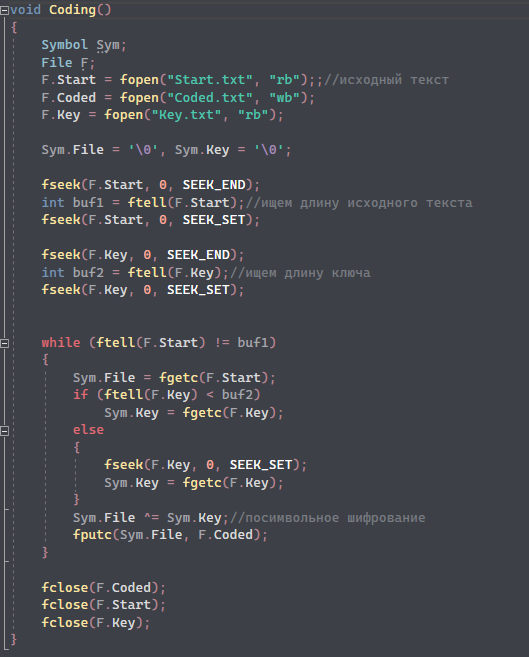 void Coding()
{
Symbol Sym;
File F;
F.Start = fopen("Start.txt", "rb");;//исходный текст
F.Coded = fopen("Coded.txt", "wb");
F.Key = fopen("Key.txt", "rb");
Sym.File = '\0', Sym.Key = '\0';
fseek(F.Start, 0, SEEK_END);
int buf1 = ftell(F.Start);//ищем длину исходного текста
fseek(F.Start, 0, SEEK_SET);
fseek(F.Key, 0, SEEK_END);
int buf2 = ftell(F.Key);//ищем длину ключа
fseek(F.Key, 0, SEEK_SET);
while (ftell(F.Start) != buf1)
{
Sym.File = fgetc(F.Start);
if (ftell(F.Key) < buf2)
Sym.Key = fgetc(F.Key);
else
{
fseek(F.Key, 0, SEEK_SET);
Sym.Key = fgetc(F.Key);
}
Sym.File ^= Sym.Key;//посимвольное шифрование
fputc(Sym.File, F.Coded);
}
fclose(F.Coded);
fclose(F.Start);
fclose(F.Key);
}